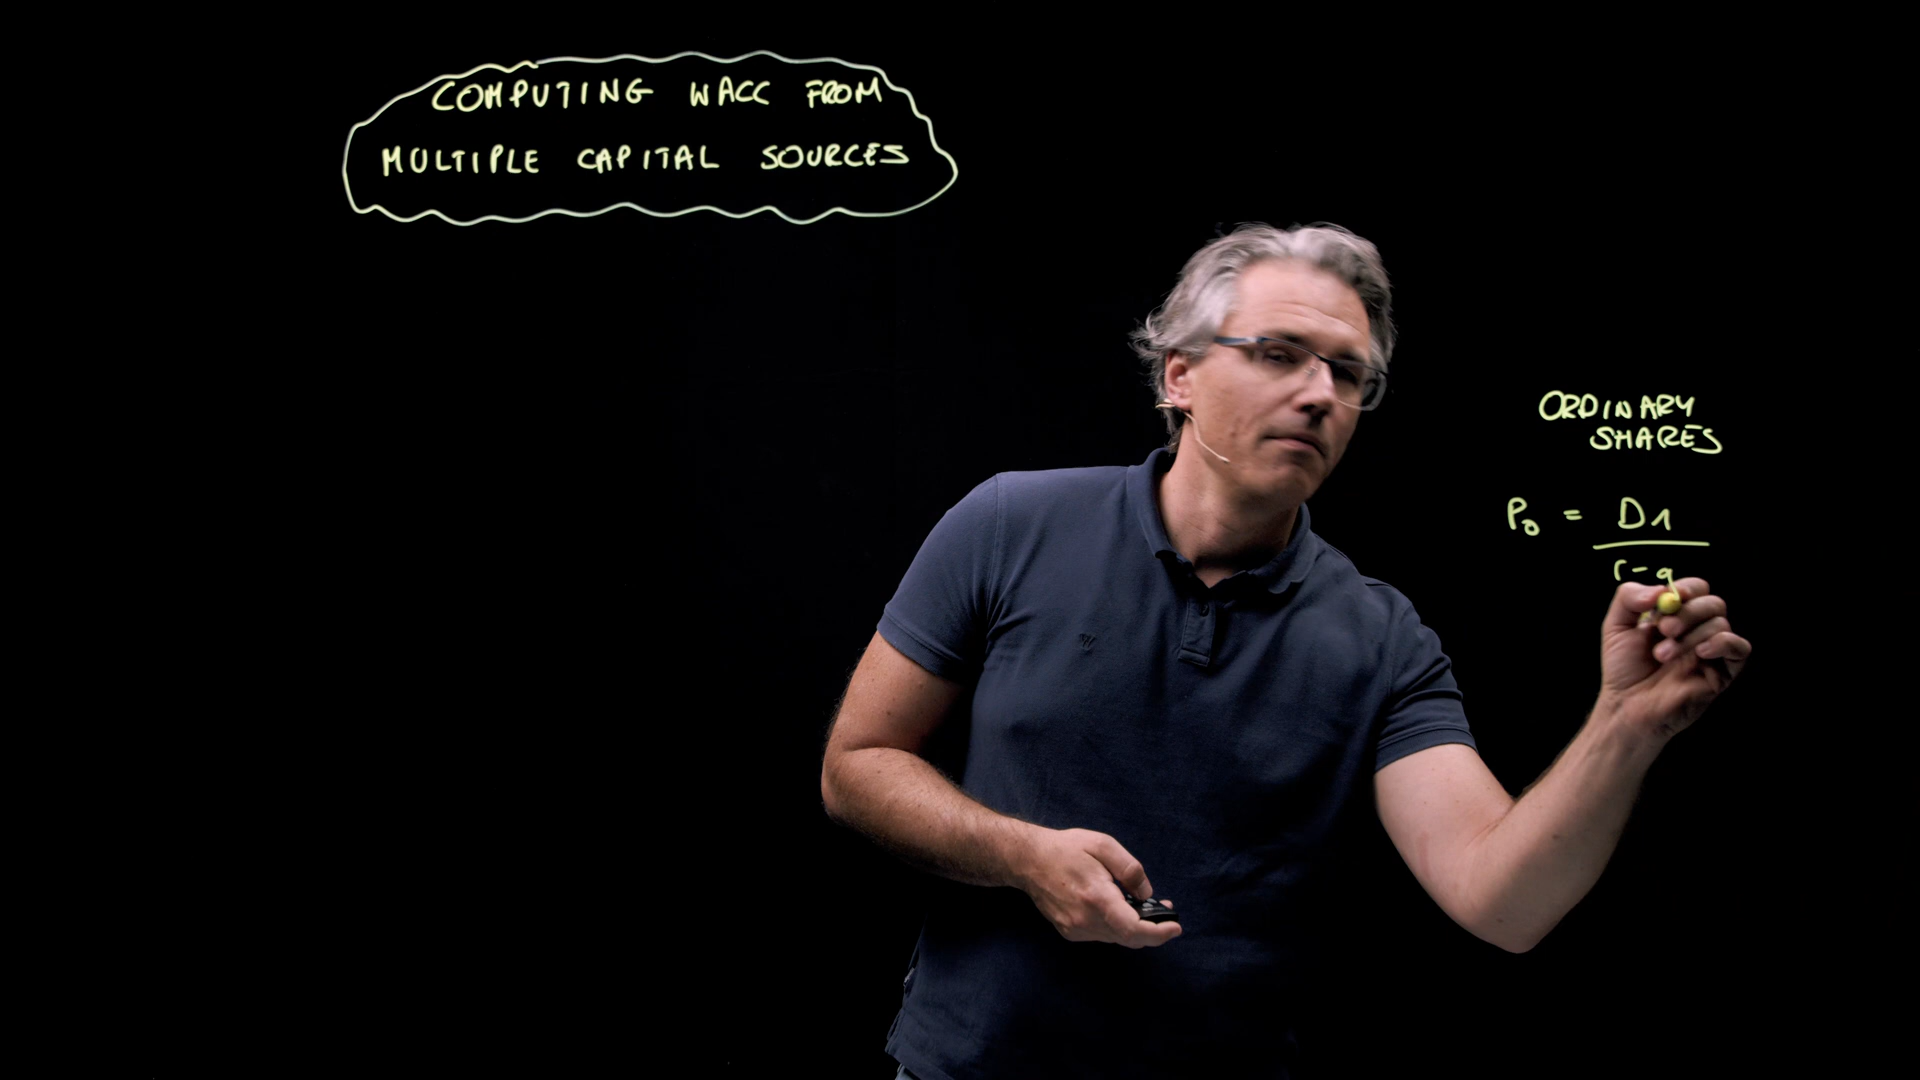 COMPUTING WACC FROM
MULTIPLE CAPITAL SOURCES
ORDINARY
SHARES
P0 = D1
r-g